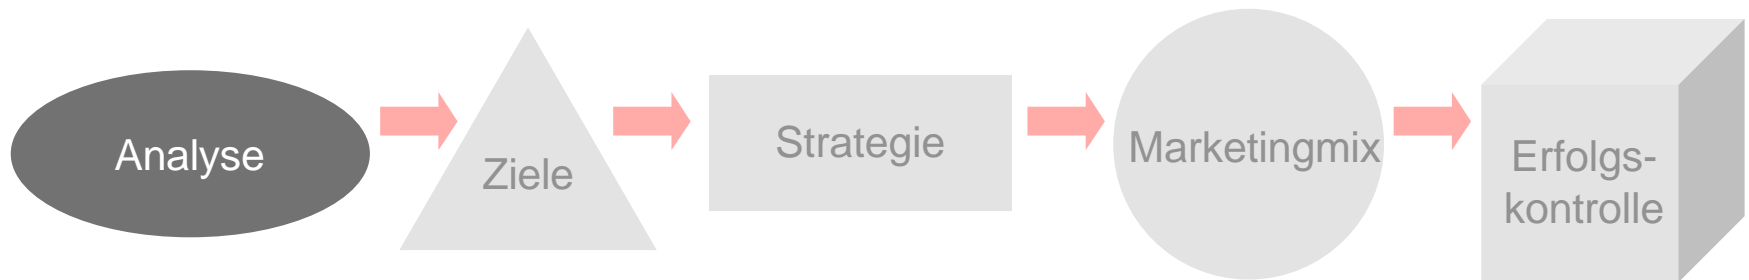 Analyse
Ziele
Strategie
Marketingmix
Erfolgs-
kontrolle